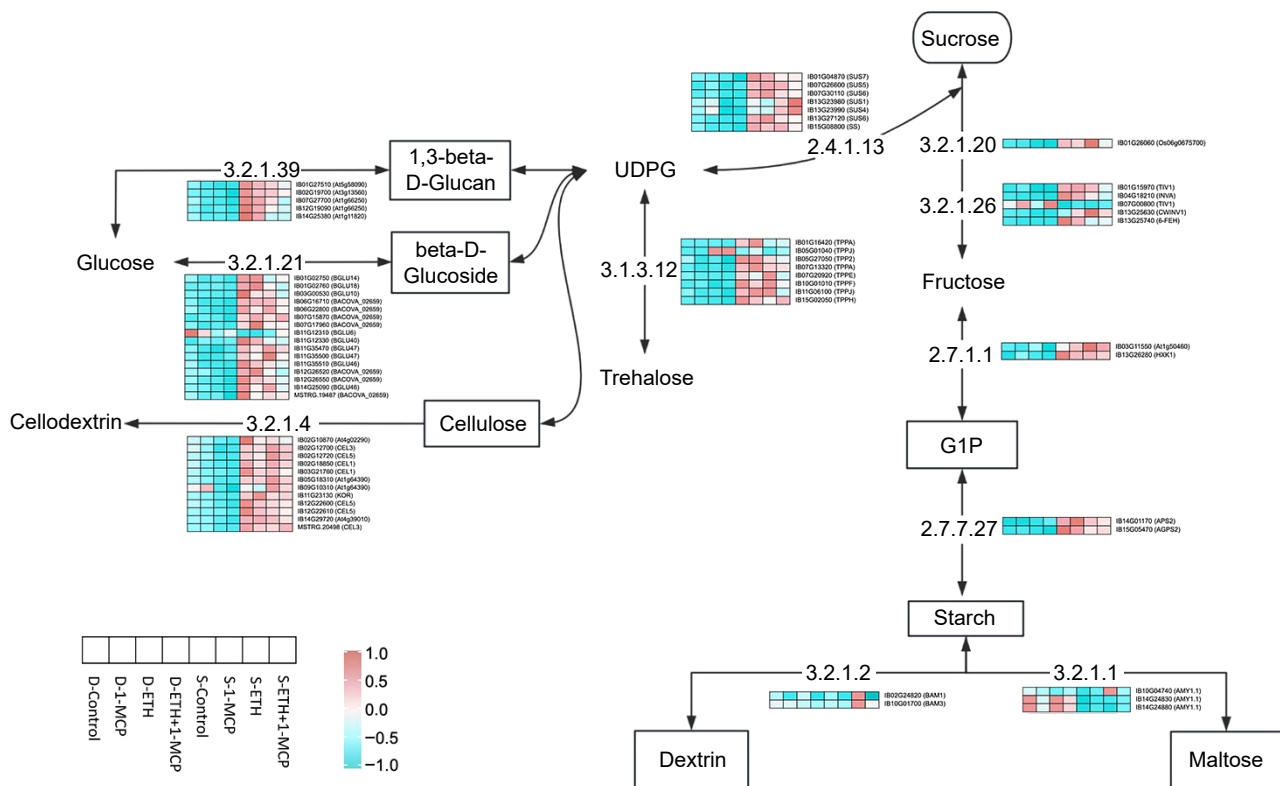 Sucrose
IB01G04870 (SUS7)
IB07G26600 (SUS5)
IB07G30110 (SUS6)
IB13G23980 (SUS1)
IB13G23990 (SUS4)
IB13G27120 (SUS6)
IB15G08800 (SS)
2.4.1.13
3.2.1.20
IB01G26060 (Os06g0675700)
3.2.1.39
1,3-beta-
D-Glucan
UDPG
IB01G27510 (At5g58090)
IB02G19700 (At3g13560)
IB07G27700 (At1g66250)
IB12G19090 (At1g66250)
IB14G25380 (At1g11820)
3.2.1.26
IB01G15970 (TIV1)
IB04G18210 (INVA)
IB07G00800 (TIV1)
IB13G25630 (CWINV1)
IB13G25740 (6-FEH)
Glucose
3.2.1.21
beta-D-
Glucoside
IB01G02750 (BGLU14)
IB01G02760 (BGLU18)
IB03G00530 (BGLU10)
IB06G16710 (BACOVA_02659)
IB06G22800 (BACOVA_02659)
IB07G15870 (BACOVA_02659)
IB07G17960 (BACOVA_02659)
IB11G12310 (BGLU6)
IB11G12330 (BGLU40)
IB11G35470 (BGLU47)
IB11G35500 (BGLU47)
IB11G35510 (BGLU46)
IB12G26520 (BACOVA_02659)
IB12G26550 (BACOVA_02659)
IB14G25090 (BGLU46)
MSTRG.19487 (BACOVA_02659)
3.1.3.12
IB01G16420 (TPPA)
IB05G01040 (TPPJ)
IB05G27050 (TPP2)
IB07G13320 (TPPA)
IB07G20920 (TPPE)
IB10G01010 (TPPF)
IB11G06100 (TPPJ)
IB15G02050 (TPPH)
Fructose
2.7.1.1
IB03G11550 (At1g50460)
IB13G26280 (HXK1)
Trehalose
Cellodextrin
3.2.1.4
Cellulose
IB02G10870 (At4g02290)
IB02G12700 (CEL3)
IB02G12720 (CEL5)
IB02G18850 (CEL1)
IB03G21760 (CEL1)
IB05G18310 (At1g64390)
IB09G10310 (At1g64390)
IB11G23130 (KOR)
IB12G22600 (CEL5)
IB12G22610 (CEL5)
IB14G29720 (At4g39010)
MSTRG.20498 (CEL3)
G1P
2.7.7.27
IB14G01170 (APS2)
IB15G05470 (AGPS2)
Starch
3.2.1.2
IB02G24820 (BAM1)
IB10G01700 (BAM3)
3.2.1.1
IB10G04740 (AMY1.1)
IB14G24830 (AMY1.1)
IB14G24880 (AMY1.1)
Dextrin
Maltose
D-Control
D-1-MCP
D-ETH
D-ETH+1-MCP
S-Control
S-1-MCP
S-ETH
S-ETH+1-MCP
1.0
0.5
0.0
−0.5
−1.0